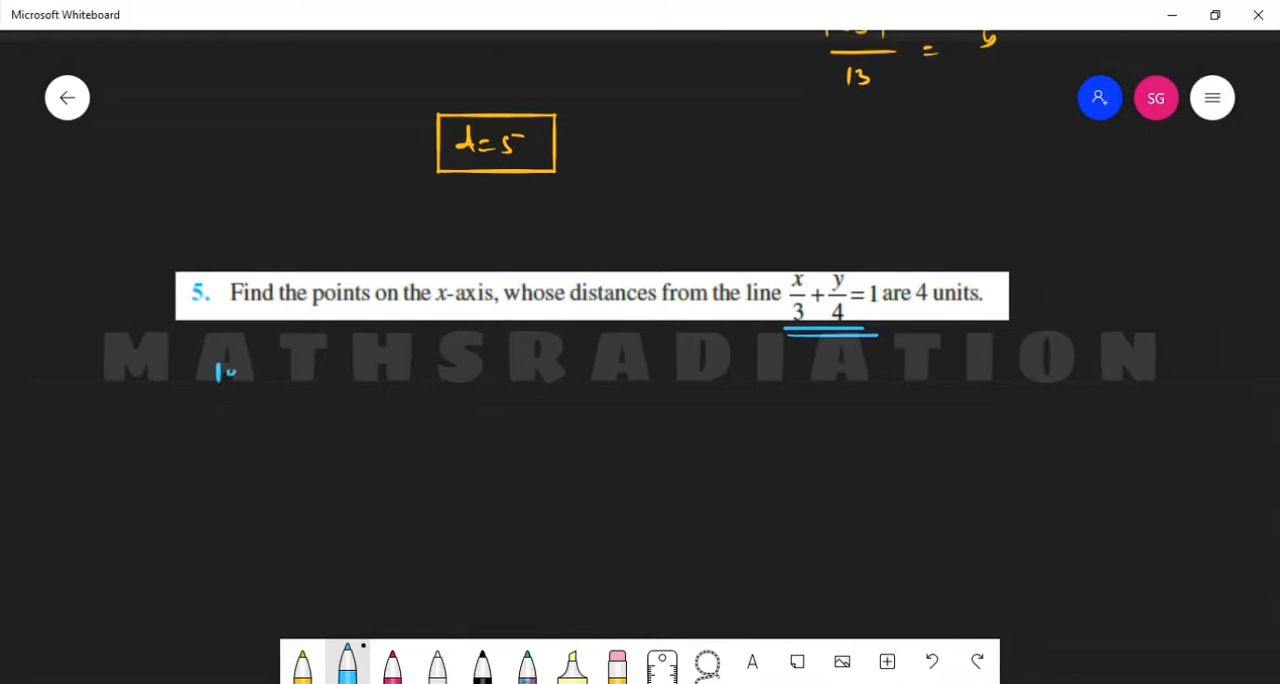 Microsoft Whiteboard
13 =
SG
d=5
5. Find the points on the x-axis, whose distances from the line x/3 + y/4 = 1 are 4 units.
MATHSRADIATION
A